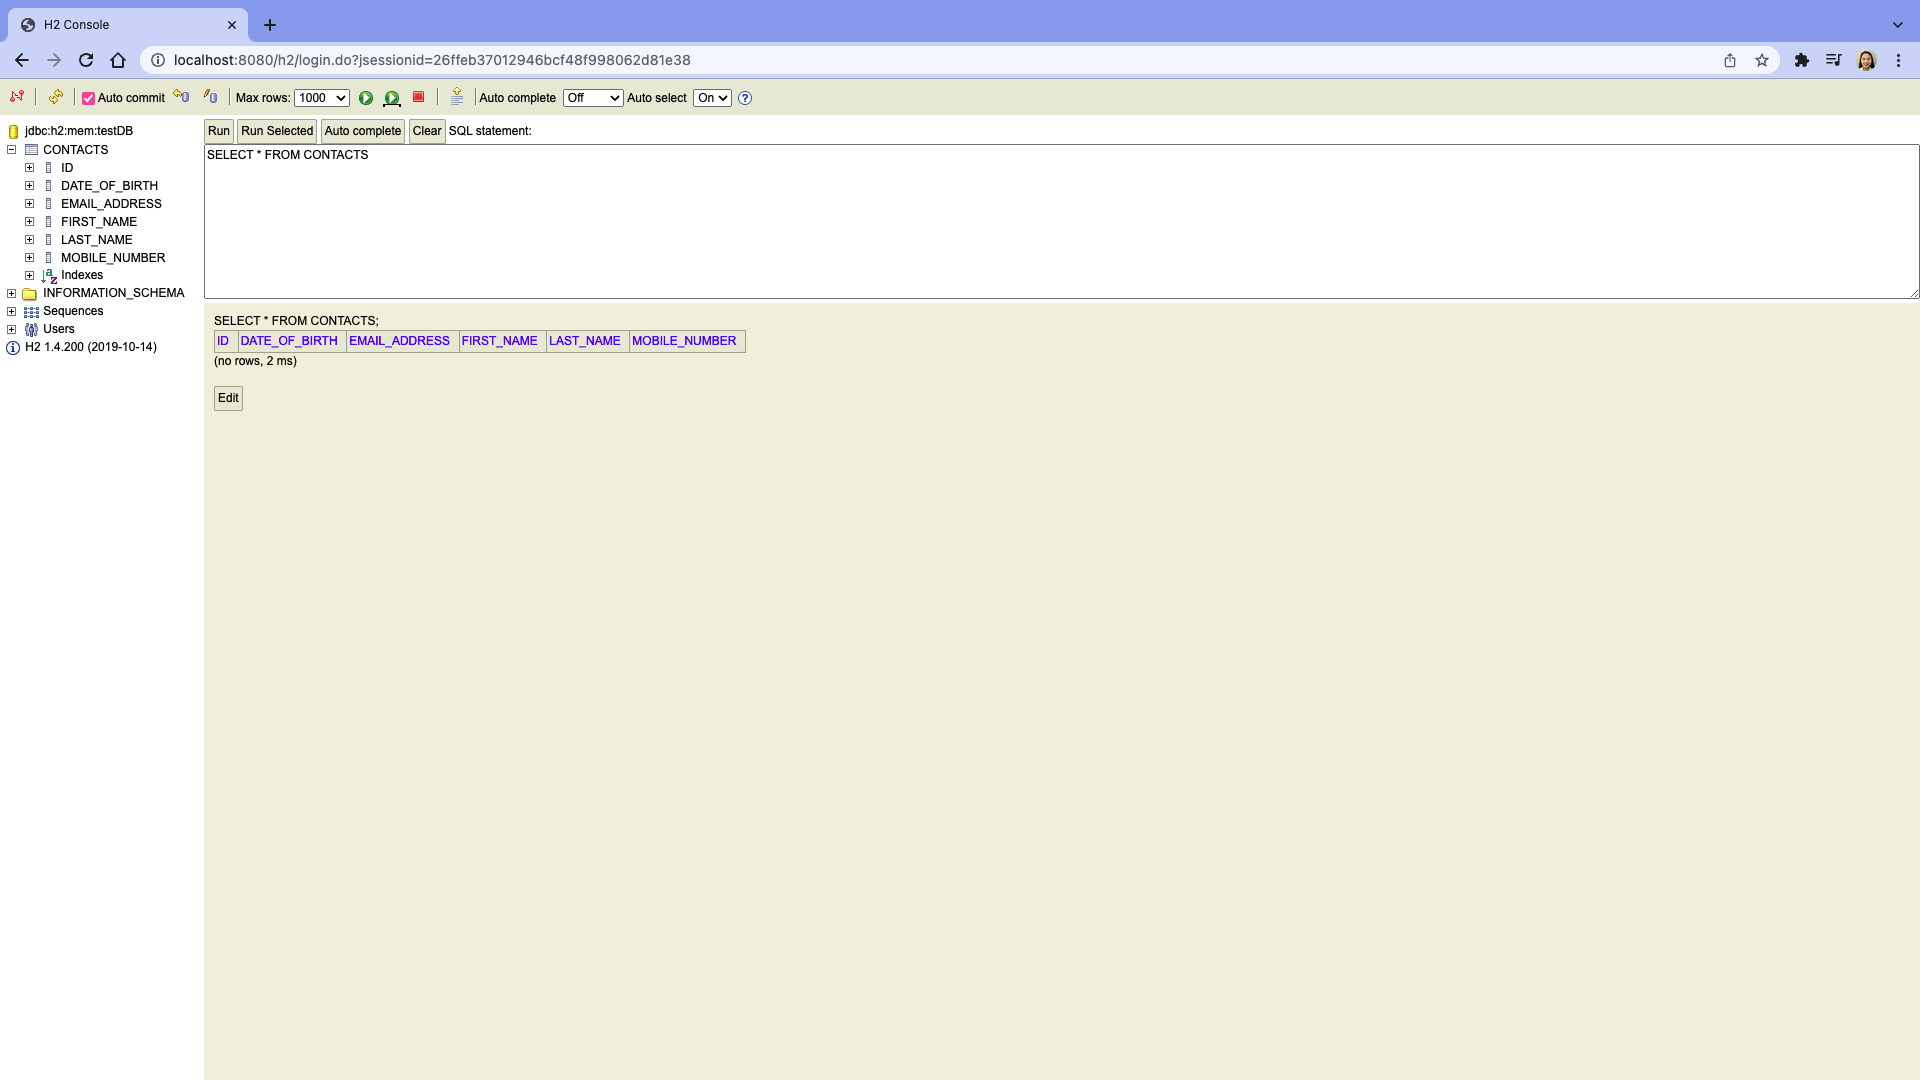 H2 Console
localhost:8080/h2/login.do?jsessionid=26ffeb37012946bcf48f998062d81e38
Auto commit Max rows: 1000 Auto complete Off Auto select On
jdbc:h2:mem:testDB
CONTACTS
ID
DATE_OF_BIRTH
EMAIL_ADDRESS
FIRST_NAME
LAST_NAME
MOBILE_NUMBER
Indexes
INFORMATION_SCHEMA
Sequences
Users
H2 1.4.200 (2019-10-14)
Run Run Selected Auto complete Clear SQL statement:
SELECT * FROM CONTACTS
SELECT * FROM CONTACTS;
ID DATE_OF_BIRTH EMAIL_ADDRESS FIRST_NAME LAST_NAME MOBILE_NUMBER
(no rows, 2 ms)
Edit